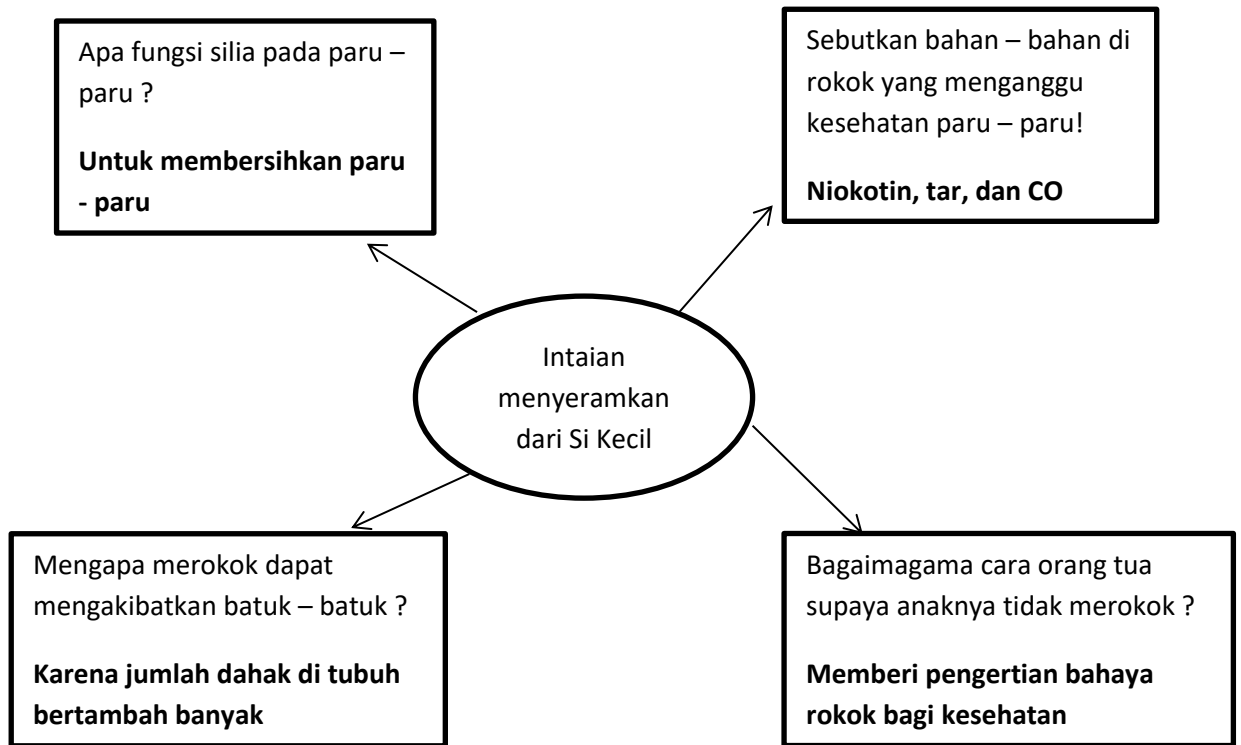 Apa fungsi silia pada paru –
paru ?
Untuk membersihkan paru
- paru
Sebutkan bahan – bahan di
rokok yang menganggu
kesehatan paru – paru!
Niokotin, tar, dan CO
Intaian
menyeramkan
dari Si Kecil
Mengapa merokok dapat
mengakibatkan batuk – batuk ?
Karena jumlah dahak di tubuh
bertambah banyak
Bagaimagama cara orang tua
supaya anaknya tidak merokok ?
Memberi pengertian bahaya
rokok bagi kesehatan